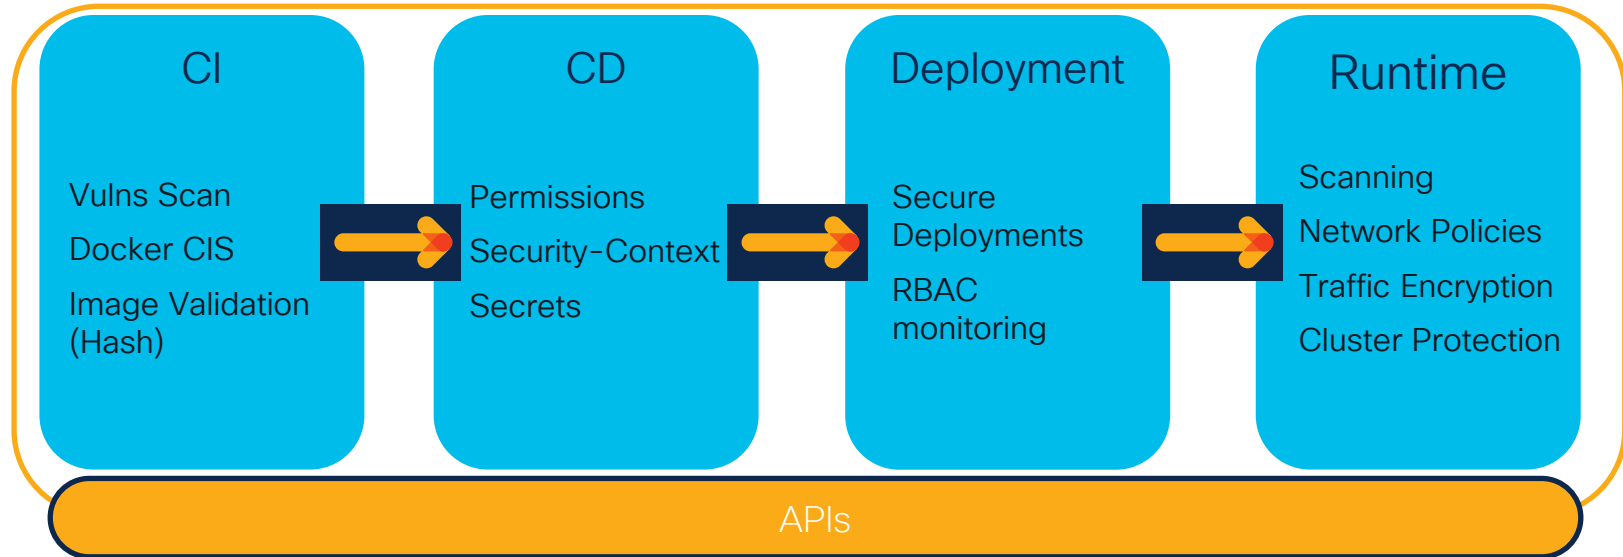 CI
Vulns Scan
Docker CIS
Image Validation
(Hash)
CD
Permissions
Security-Context
Secrets
Deployment
Secure
Deployments
RBAC
monitoring
Runtime
Scanning
Network Policies
Traffic Encryption
Cluster Protection
APIs